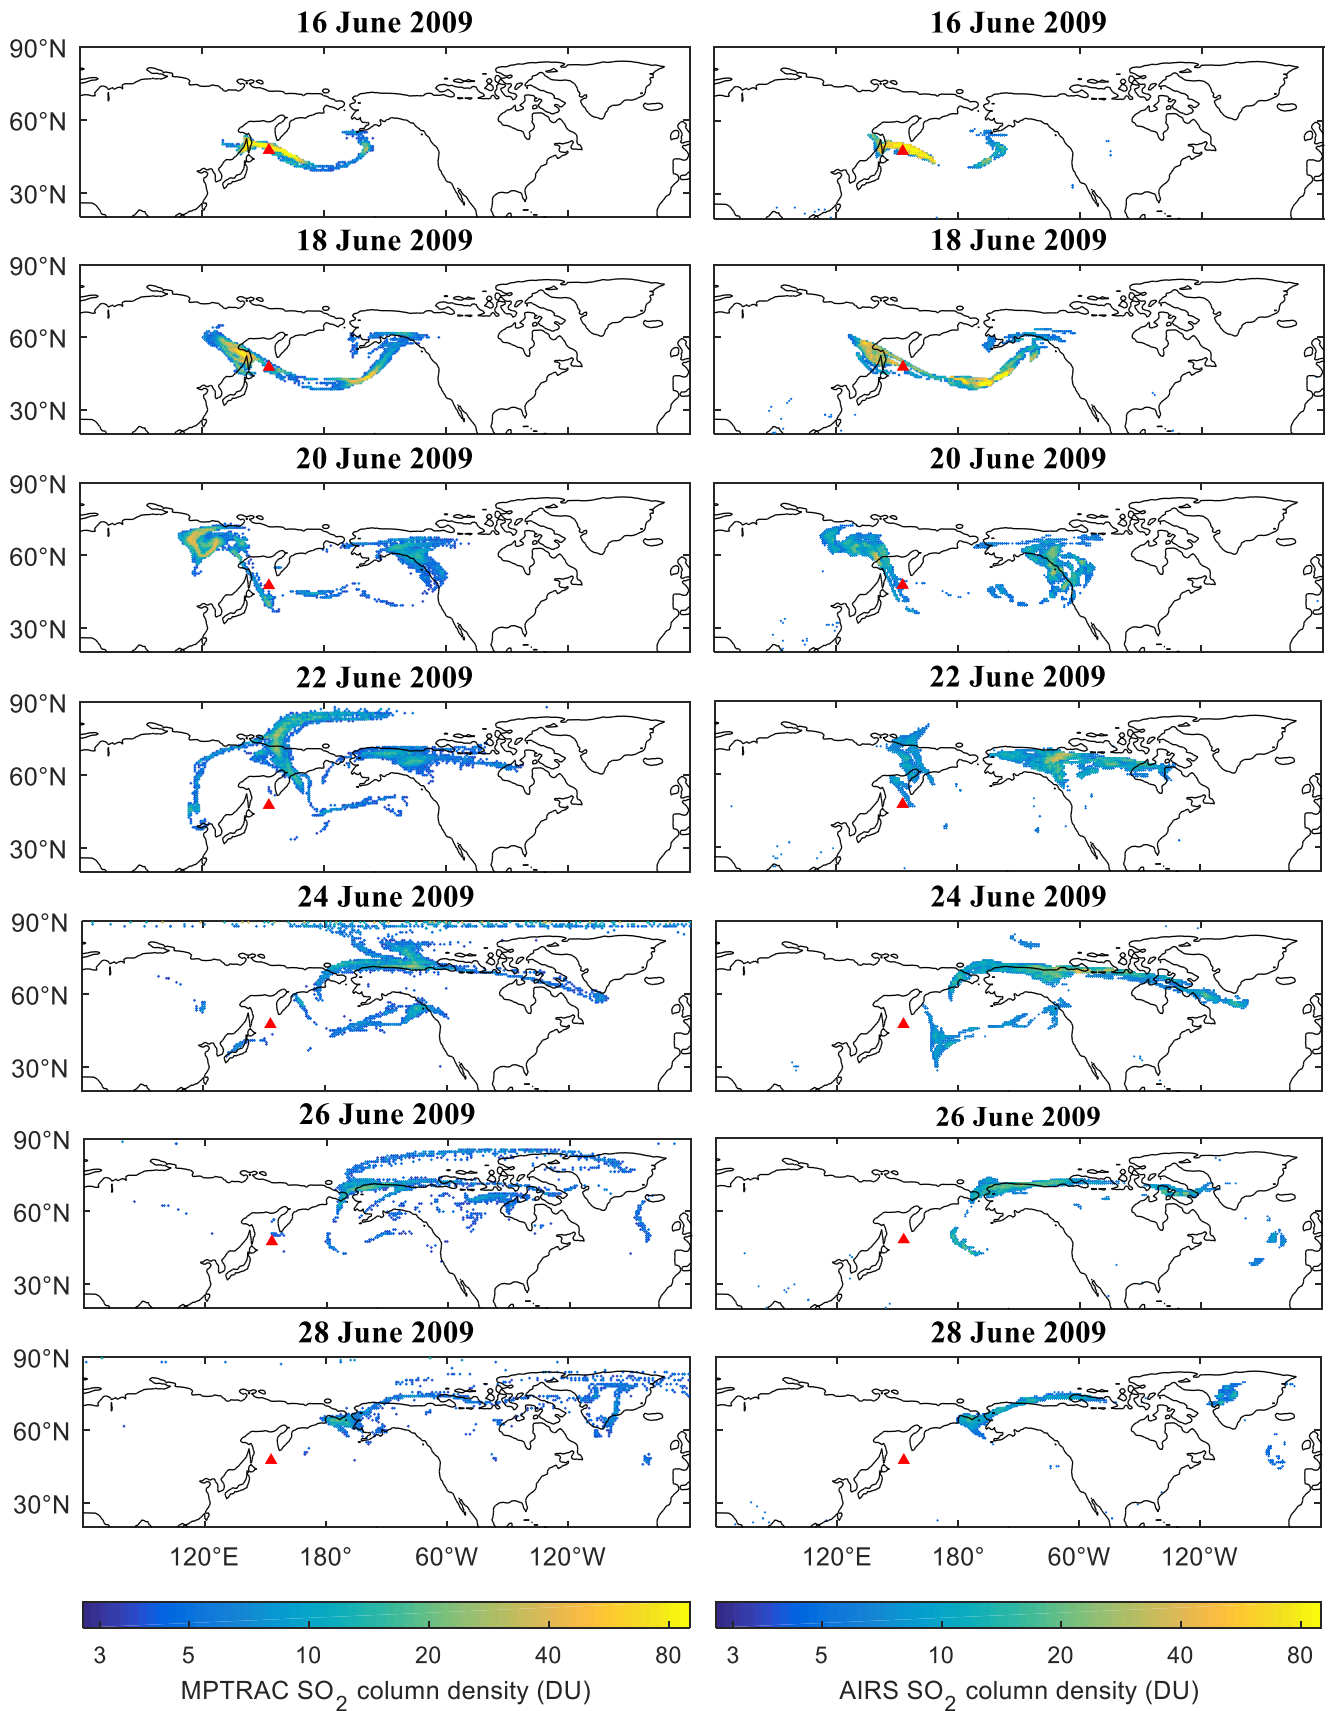 16 June 2009 16 June 2009
90°N
60°N
30°N
18 June 2009 18 June 2009
90°N
60°N
30°N
20 June 2009 20 June 2009
90°N
60°N
30°N
22 June 2009 22 June 2009
90°N
60°N
30°N
24 June 2009 24 June 2009
90°N
60°N
30°N
26 June 2009 26 June 2009
90°N
60°N
30°N
28 June 2009 28 June 2009
90°N
60°N
30°N
120°E 180° 60°W 120°W 120°E 180° 60°W 120°W
3 5 10 20 40 80 3 5 10 20 40 80
MPTRAC SO2 column density (DU) AIRS SO2 column density (DU)